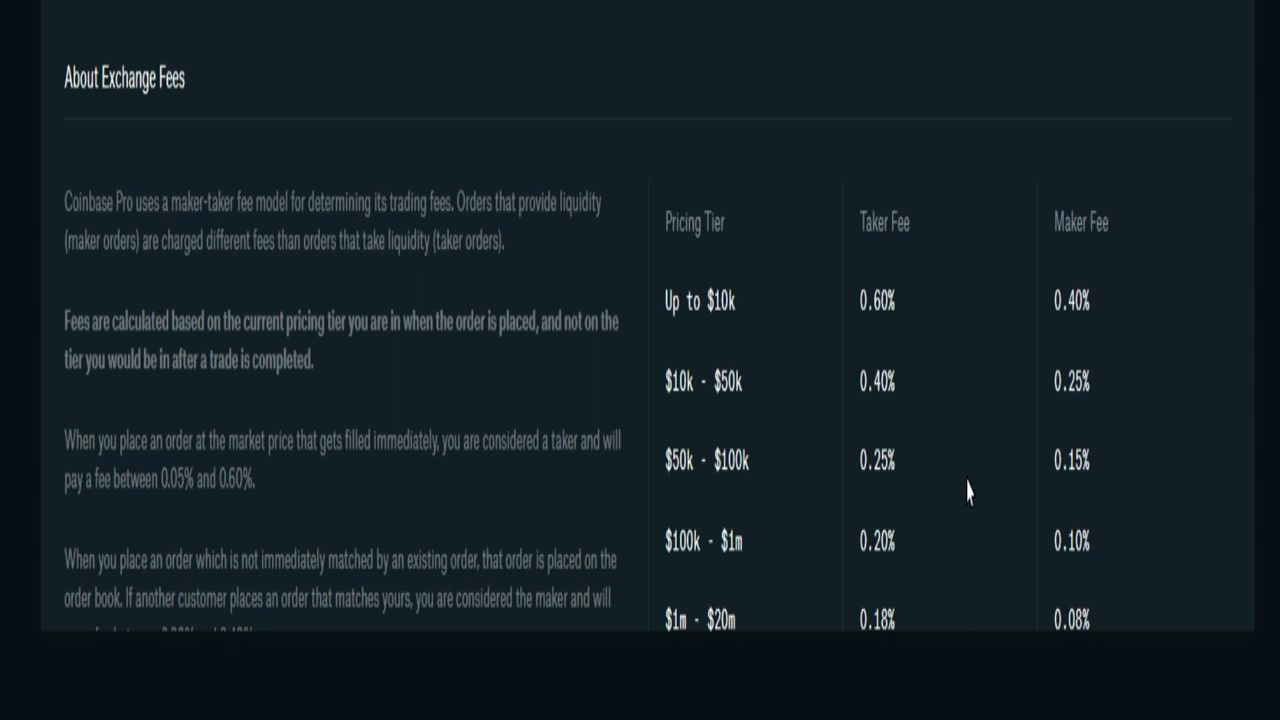 About Exchange Fees
Coinbase Pro uses a maker-taker fee model for determining its trading fees. Orders that provide liquidity
(maker orders) are charged different fees than orders that take liquidity (taker orders).
Fees are calculated based on the current pricing tier you are in when the order is placed, and not on the
tier you would be in after a trade is completed.
When you place an order at the market price that gets filled immediately, you are considered a taker and will
pay a fee between 0.05% and 0.60%.
When you place an order which is not immediately matched by an existing order, that order is placed on the
order book. If another customer places an order that matches yours, you are considered the maker and will
Pricing Tier Taker Fee Maker Fee
Up to $10k 0.60% 0.40%
$10k - $50k 0.40% 0.25%
$50k - $100k 0.25% 0.15%
$100k - $1m 0.20% 0.10%
$1m - $20m 0.18% 0.08%